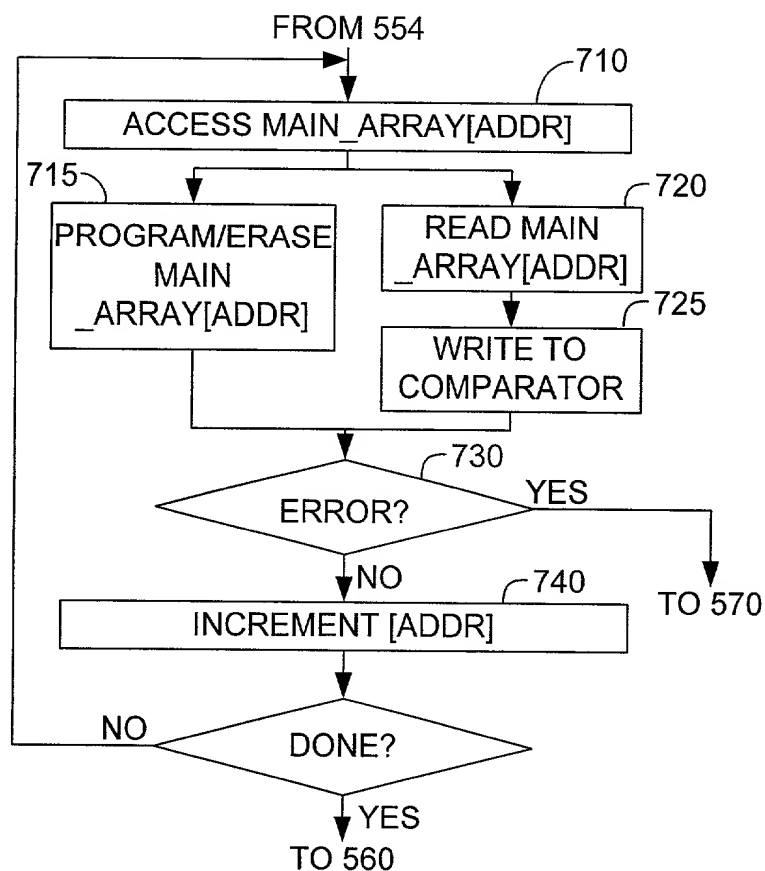 FROM 554
710
ACCESS MAIN_ARRAY[ADDR]
715
PROGRAM/ERASE
MAIN
_ARRAY[ADDR]
720
READ MAIN
_ARRAY[ADDR]
725
WRITE TO
COMPARATOR
730
ERROR?
YES
TO 570
NO
740
INCREMENT [ADDR]
NO
DONE?
YES
TO 560